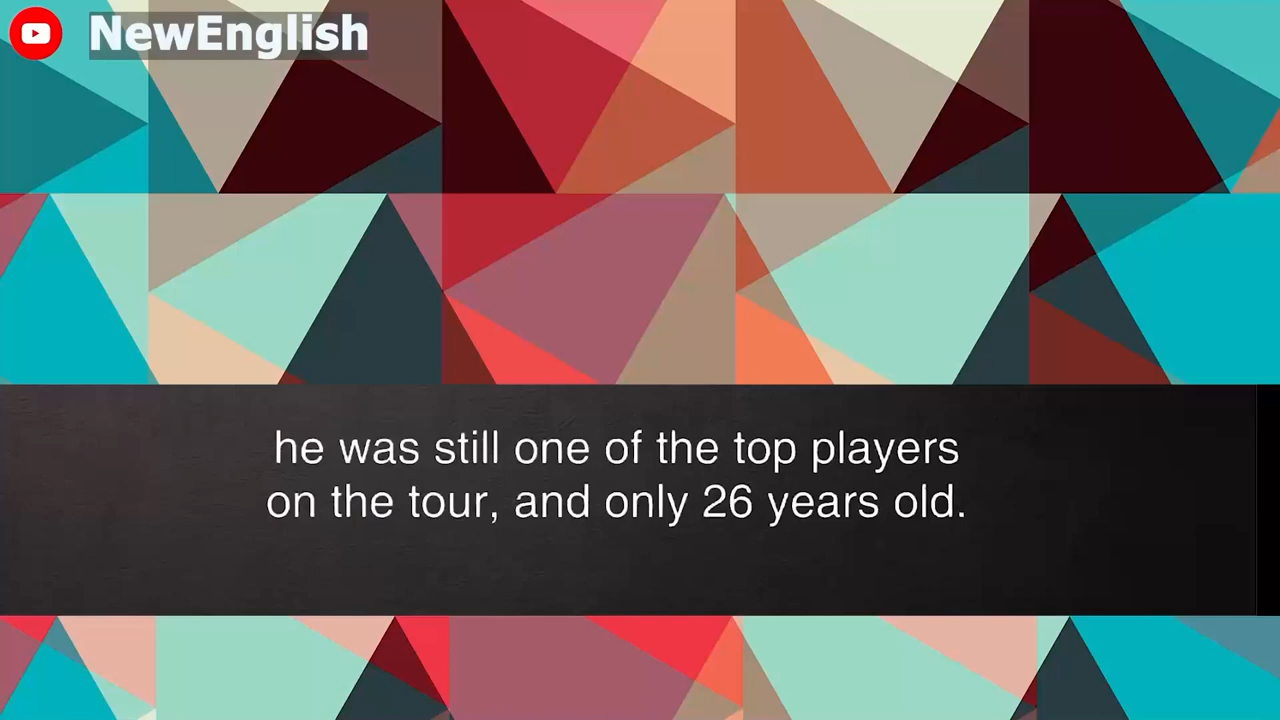 NewEnglish
he was still one of the top players
on the tour, and only 26 years old.